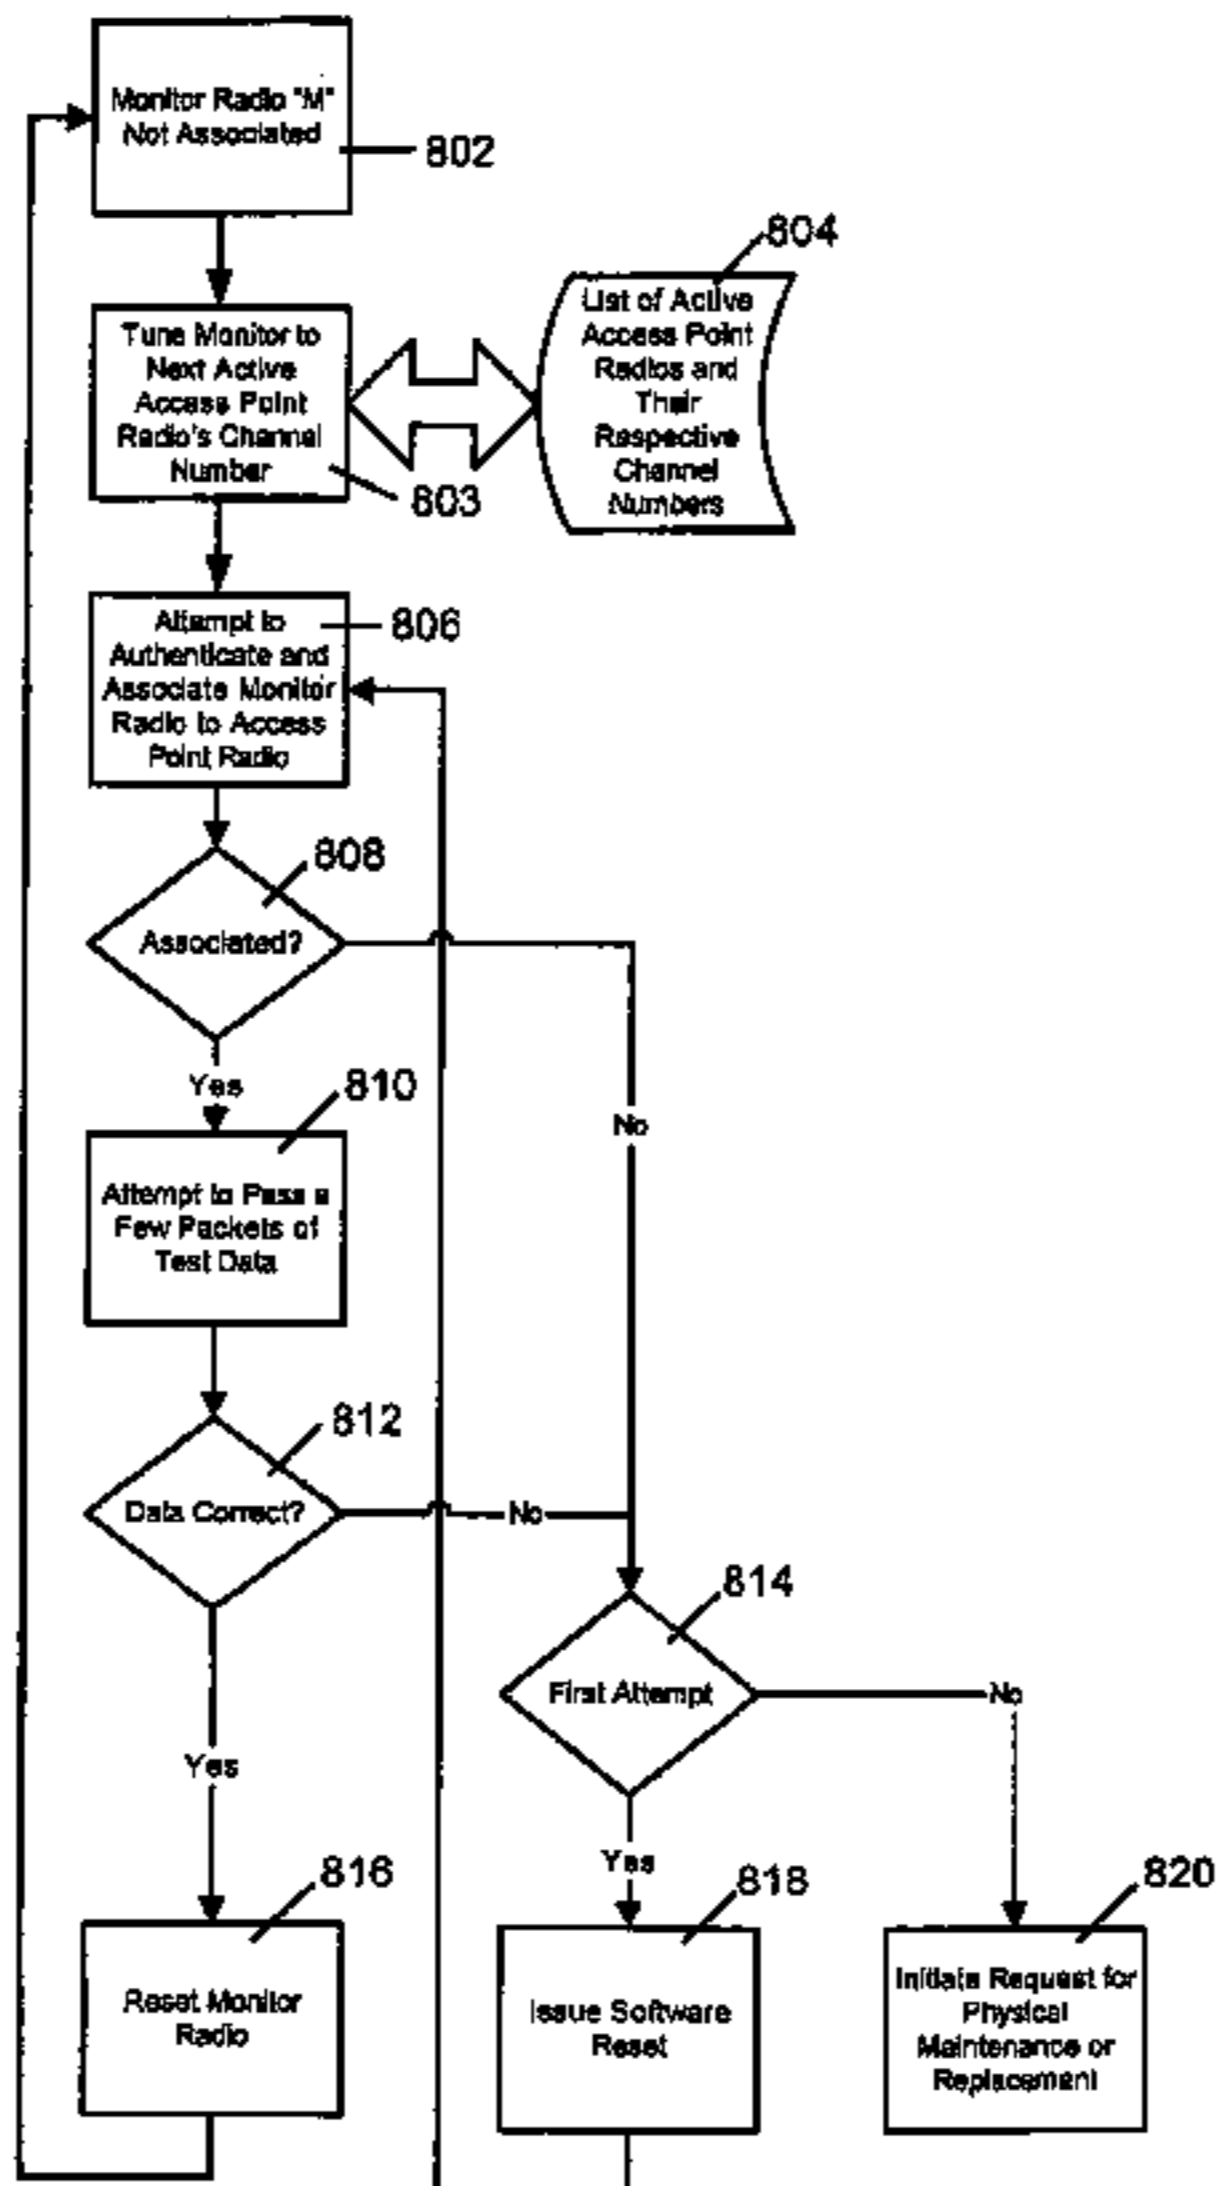 Monitor Radio "M"
Not Associated
802
804
List of Active
Access Point
Radios and
Their
Respective
Channel
Numbers
Tune Monitor to
Next Active
Access Point
Radio's Channel
Number
803
Attempt to
Authenticate and
Associate Monitor
Radio to Access
Point Radio
806
808
Associated?
Yes
No
810
Attempt to Pass a
Few Packets of
Test Data
812
Data Correct?
No
Yes
814
First Attempt
No
Yes
816
Reset Monitor
Radio
818
Issue Software
Reset
820
Initiate Request for
Physical
Maintenance or
Replacement